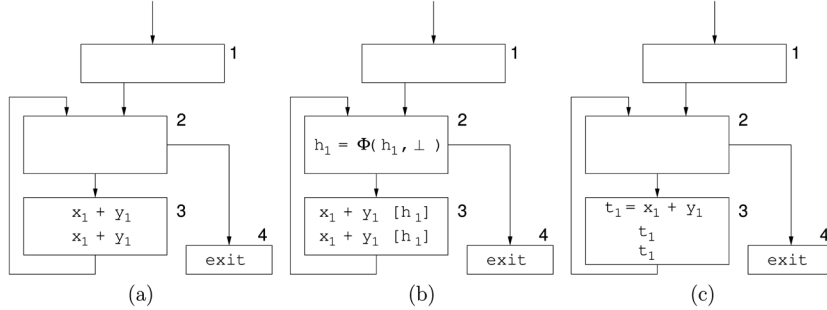 1
2
x₁ + y₁
x₁ + y₁
3
4
exit
(a)
1
2
h₁ = Φ(h₁, ⊥ )
x₁ + y₁ [h₁]
x₁ + y₁ [h₁]
3
4
exit
(b)
1
2
t₁ = x₁ + y₁
t₁
t₁
3
4
exit
(c)